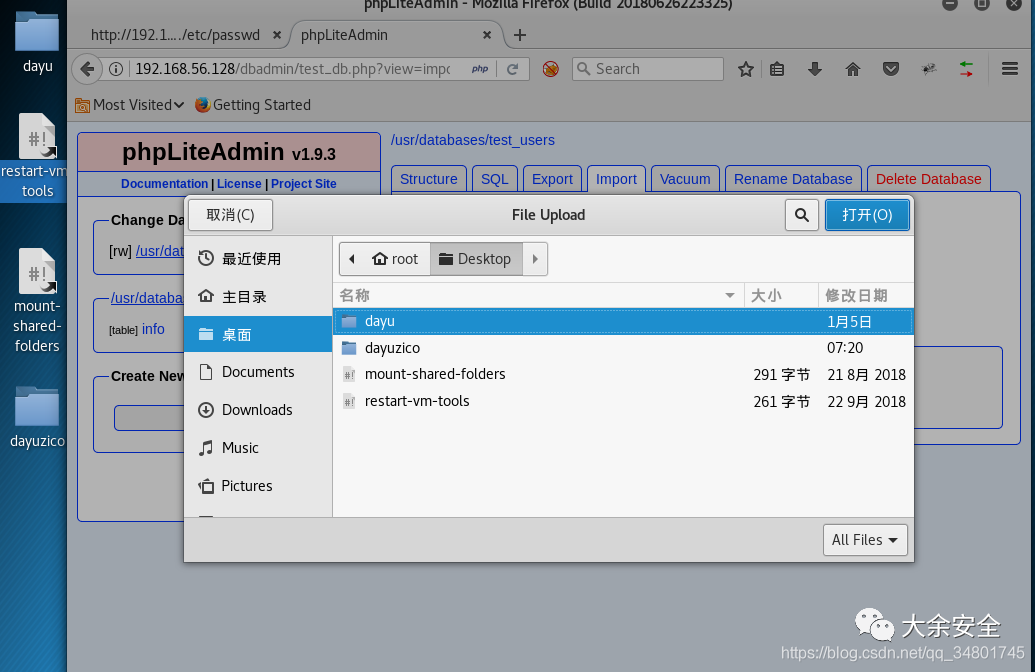 phpLiteAdmin - Mozilla Firefox (Build 20180626223325)
http://192.1…./etc/passwd × phpLiteAdmin × +
192.168.56.128/dbadmin/test_db.php?view=impo php Search
Most Visited Getting Started
dayu
#!
restart-vm-tools
#!
mount-shared-folders
dayuzico
phpLiteAdmin v1.9.3
Documentation | License | Project Site
Change Da
[rw] /usr/dat
/usr/databa
[table] info
Create New
/usr/databases/test_users
Structure SQL Export Import Vacuum Rename Database Delete Database
取消(C) File Upload 打开(O)
最近使用
主目录
桌面
Documents
Downloads
Music
Pictures
root Desktop
名称 大小 修改日期
dayu 1月5日
dayuzico 07:20
mount-shared-folders 291 字节 21 8月 2018
restart-vm-tools 261 字节 22 9月 2018
All Files
大余安全
https://blog.csdn.net/qq_34801745